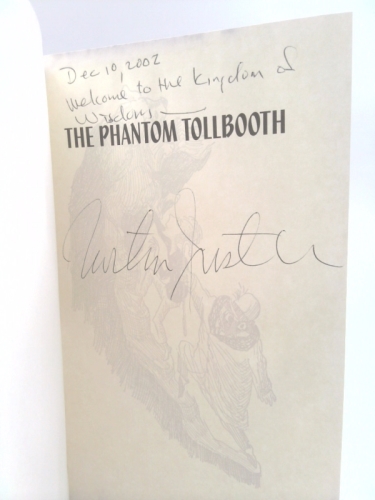 Dec 10, 2002
Welcome to the Kingdom of
Wisdom —
THE PHANTOM TOLLBOOTH
Norton Juster